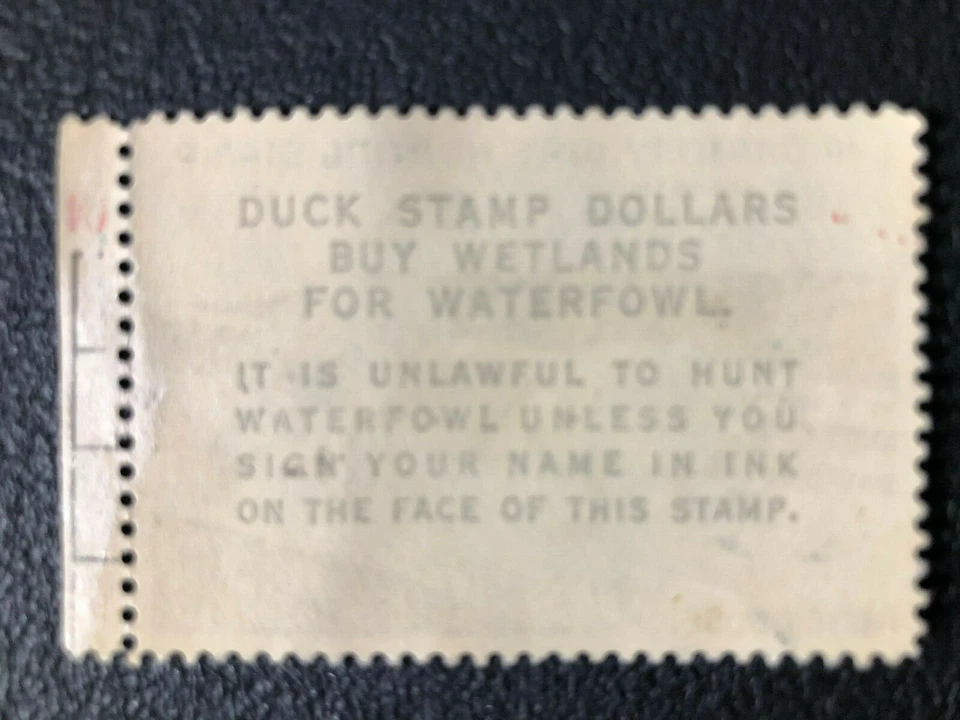 DUCK STAMP DOLLARS
BUY WETLANDS
FOR WATERFOWL.
IT IS UNLAWFUL TO HUNT
WATERFOWL UNLESS YOU
SIGN YOUR NAME IN INK
ON THE FACE OF THIS STAMP.